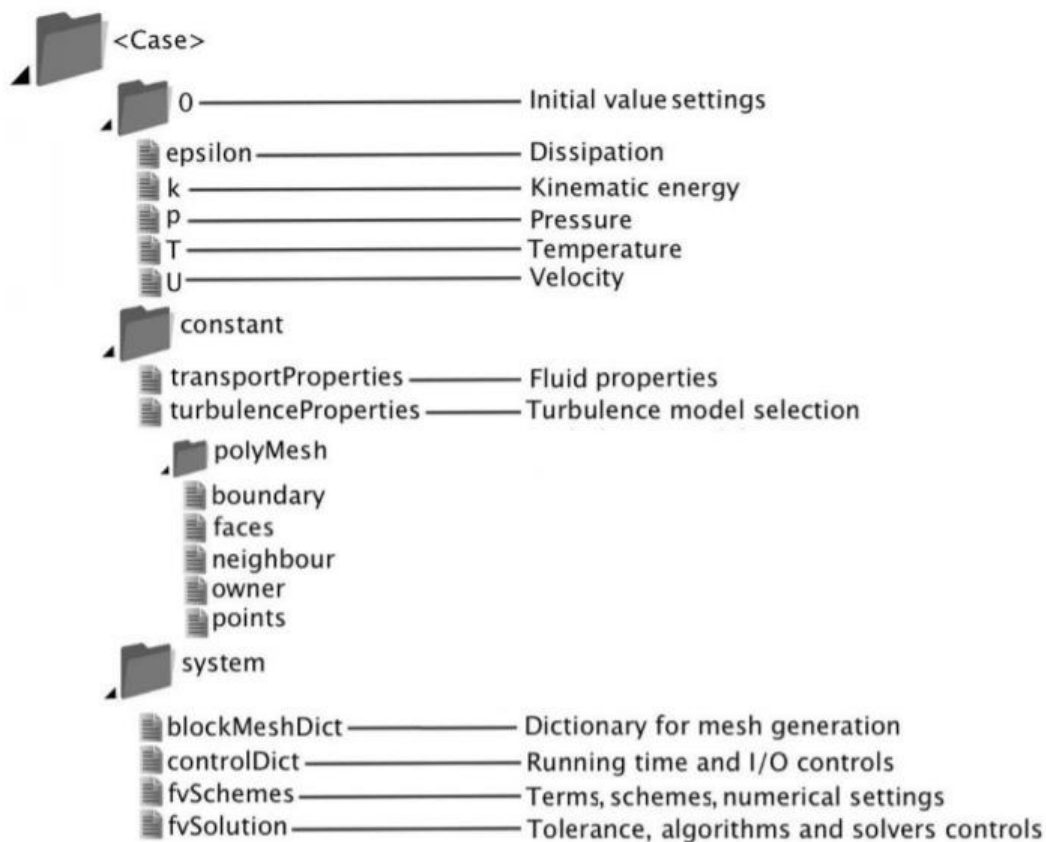 <Case>
0 Initial value settings
epsilon Dissipation
k Kinematic energy
p Pressure
T Temperature
U Velocity
constant
transportProperties Fluid properties
turbulenceProperties Turbulence model selection
polyMesh
boundary
faces
neighbour
owner
points
system
blockMeshDict Dictionary for mesh generation
controlDict Running time and I/O controls
fvSchemes Terms, schemes, numerical settings
fvSolution Tolerance, algorithms and solvers controls